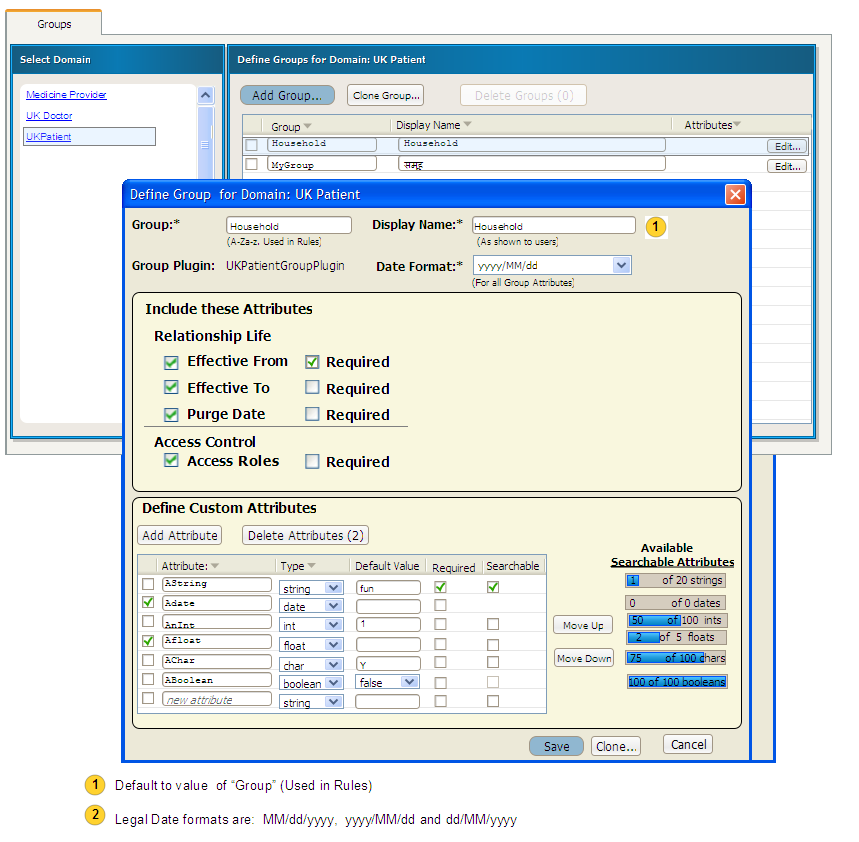 Groups
Select Domain
Define Groups for Domain: UK Patient
Medicine Provider
UK Doctor
UKPatient
Add Group...
Clone Group...
Delete Groups (0)
Group
Display Name
Attributes
Household
Household
Edit...
MyGroup
समूह
Edit...
Define Group for Domain: UK Patient
Group:*
Household
Display Name:*
Household
1
(A-Za-z. Used in Rules)
(As shown to users)
Group Plugin:
UKPatientGroupPlugin
Date Format:*
yyyy/MM/dd
(For all Group Attributes)
Include these Attributes
Relationship Life
Effective From
Required
Effective To
Required
Purge Date
Required
Access Control
Access Roles
Required
Define Custom Attributes
Add Attribute
Delete Attributes (2)
Attribute:
Type
Default Value
Required
Searchable
AString
string
fun
Adate
date
AnInt
int
1
Afloat
float
AChar
char
Y
ABoolean
boolean
false
new attribute
string
Move Up
Move Down
Available
Searchable Attributes
1 of 20 strings
0 of 0 dates
50 of 100 ints
2 of 5 floats
75 of 100 chars
100 of 100 booleans
Save
Clone...
Cancel
1 Default to value of “Group” (Used in Rules)
2 Legal Date formats are: MM/dd/yyyy, yyyy/MM/dd and dd/MM/yyyy